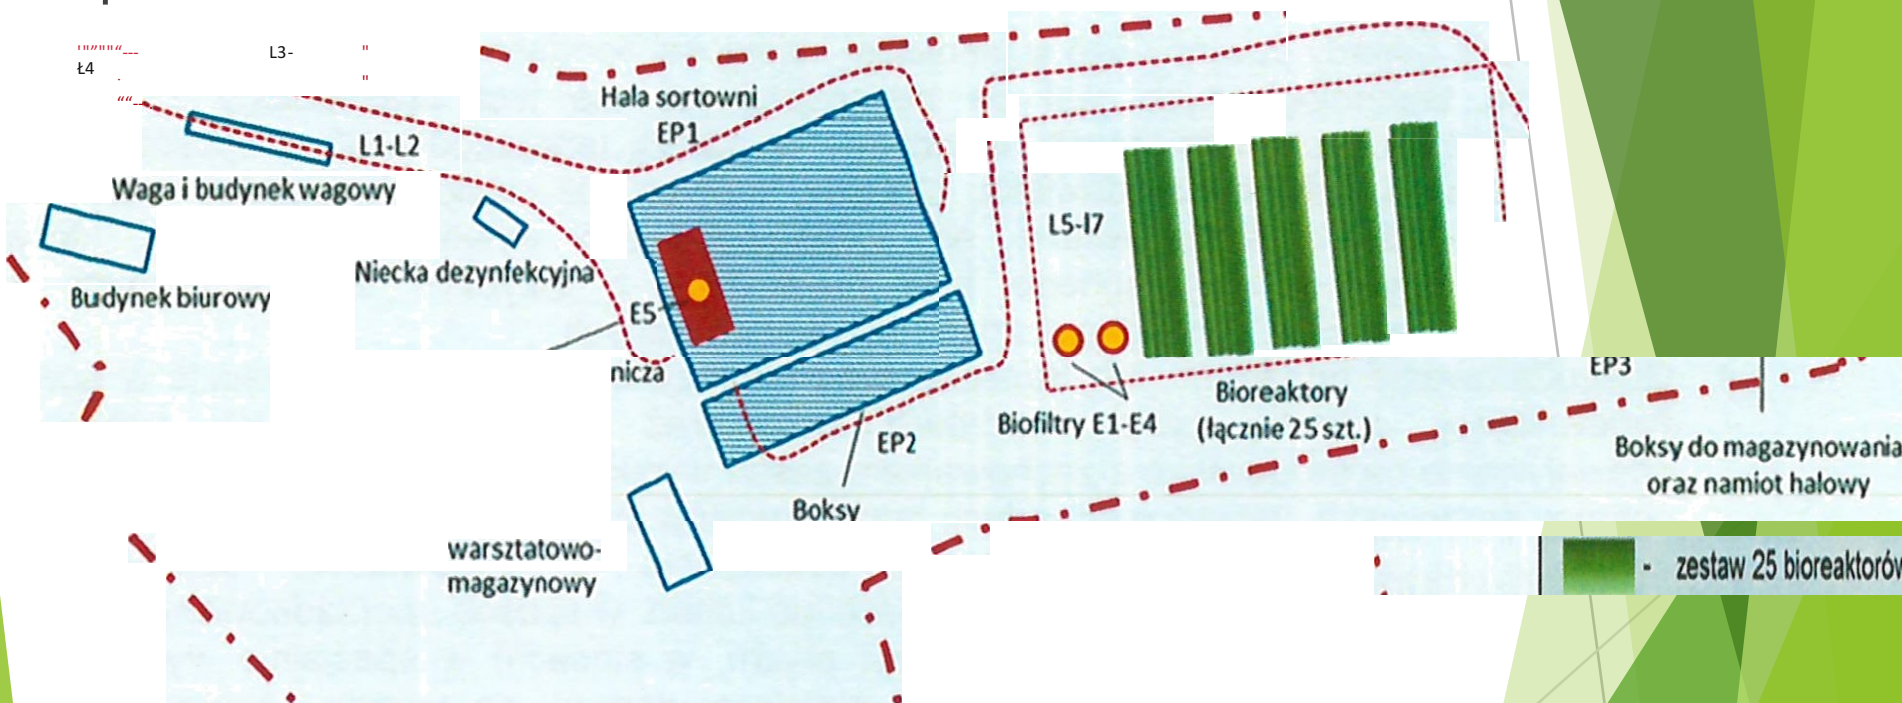 L3-
Ł4
Hala sortowni
EP1
L1-L2
Waga i budynek wagowy
L5-l7
Niecka dezynfekcyjna
Budynek biurowy
E5
nicza
EP3
Bioreaktory
(łącznie 25 szt.)
Biofiltry E1-E4
EP2
Boksy do magazynowania
oraz namiot halowy
Boksy
warsztatowo-
magazynowy
- zestaw 25 bioreaktorów